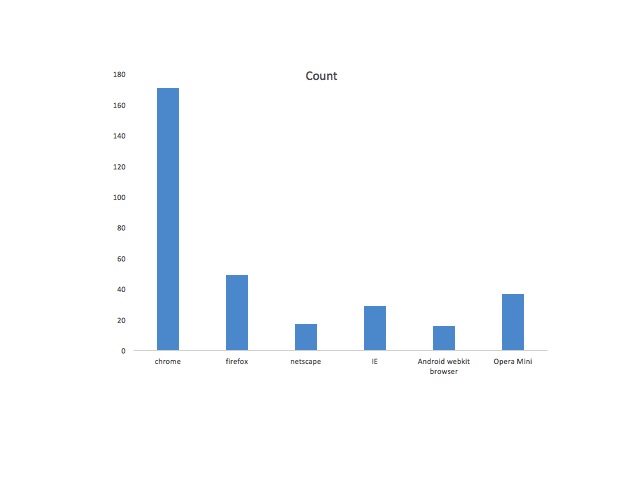 Count
180
160
140
120
100
80
60
40
20
0
chrome
firefox
netscape
IE
Android webkit
browser
Opera Mini